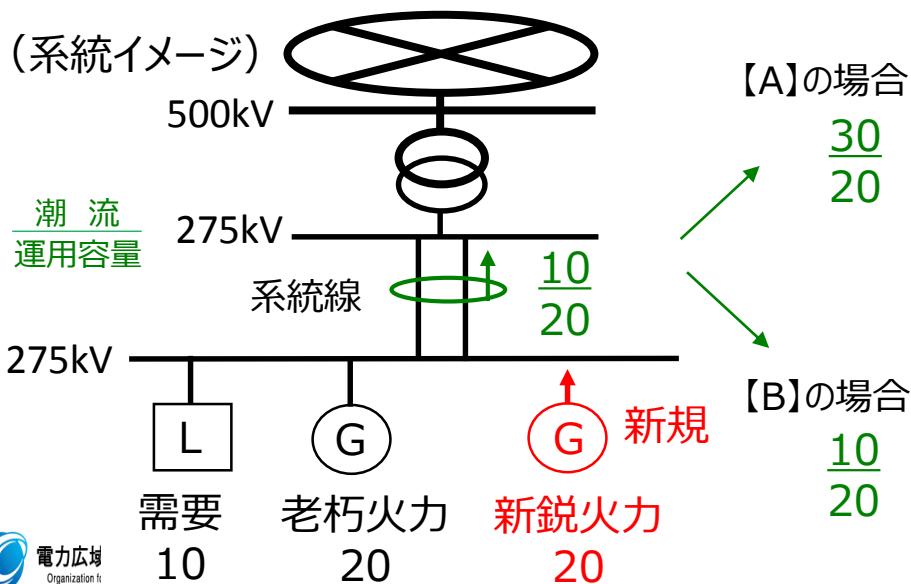 (系統イメージ)
500kV
潮 流
運用容量
275kV
系統線
10
20
275kV
L
G
G
新規
需要
10
老朽火力
20
新鋭火力
20
【A】の場合
30
20
【B】の場合
10
20
電力広域
Organization fo